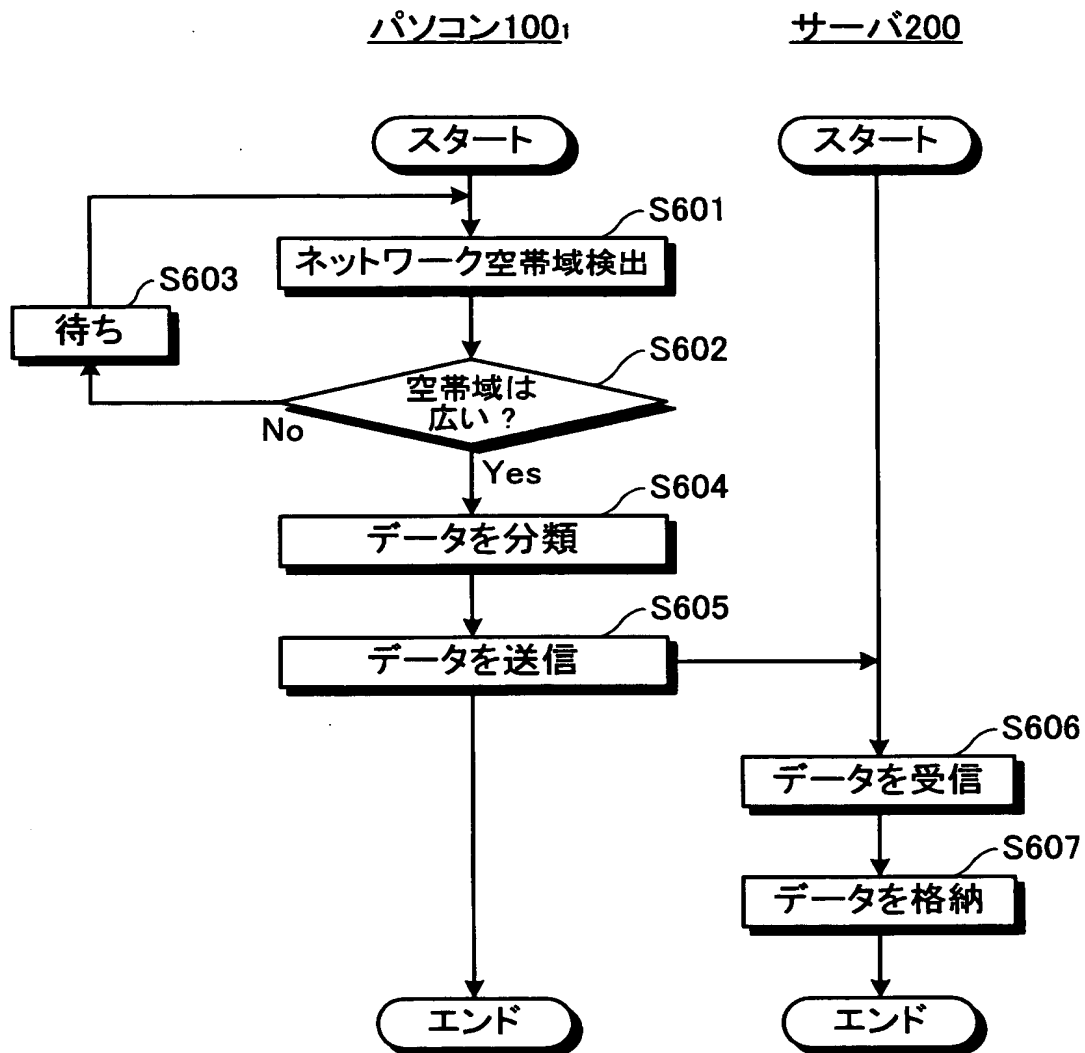 パソコン100₁
サーバ200
スタート
スタート
S601
ネットワーク空帯域検出
S603
待ち
S602
空帯域は
広い?
No
Yes
S604
データを分類
S605
データを送信
S606
データを受信
S607
データを格納
エンド
エンド